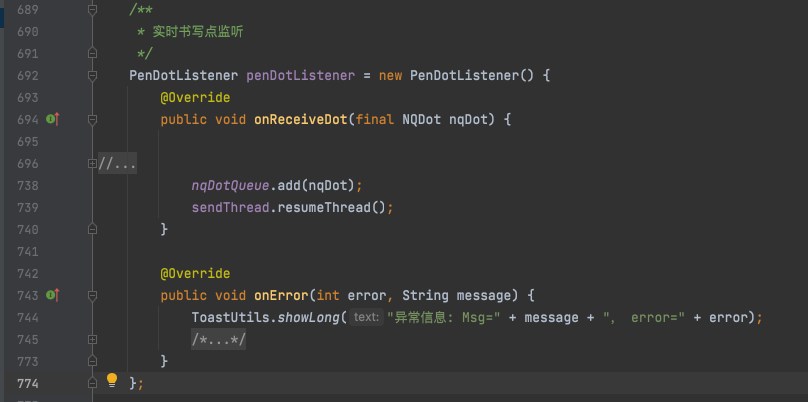 689 /**
690 * 实时书写点监听
691 */
692 PenDotListener penDotListener = new PenDotListener() {
693 @Override
694 public void onReceiveDot(final NQDot nqDot) {
695
696 //...
738 nqDotQueue.add(nqDot);
739 sendThread.resumeThread();
740 }
741
742 @Override
743 public void onError(int error, String message) {
744 ToastUtils.showLong( text: "异常信息: Msg=" + message + ", error=" + error);
745 /*...*/
773 }
774 };